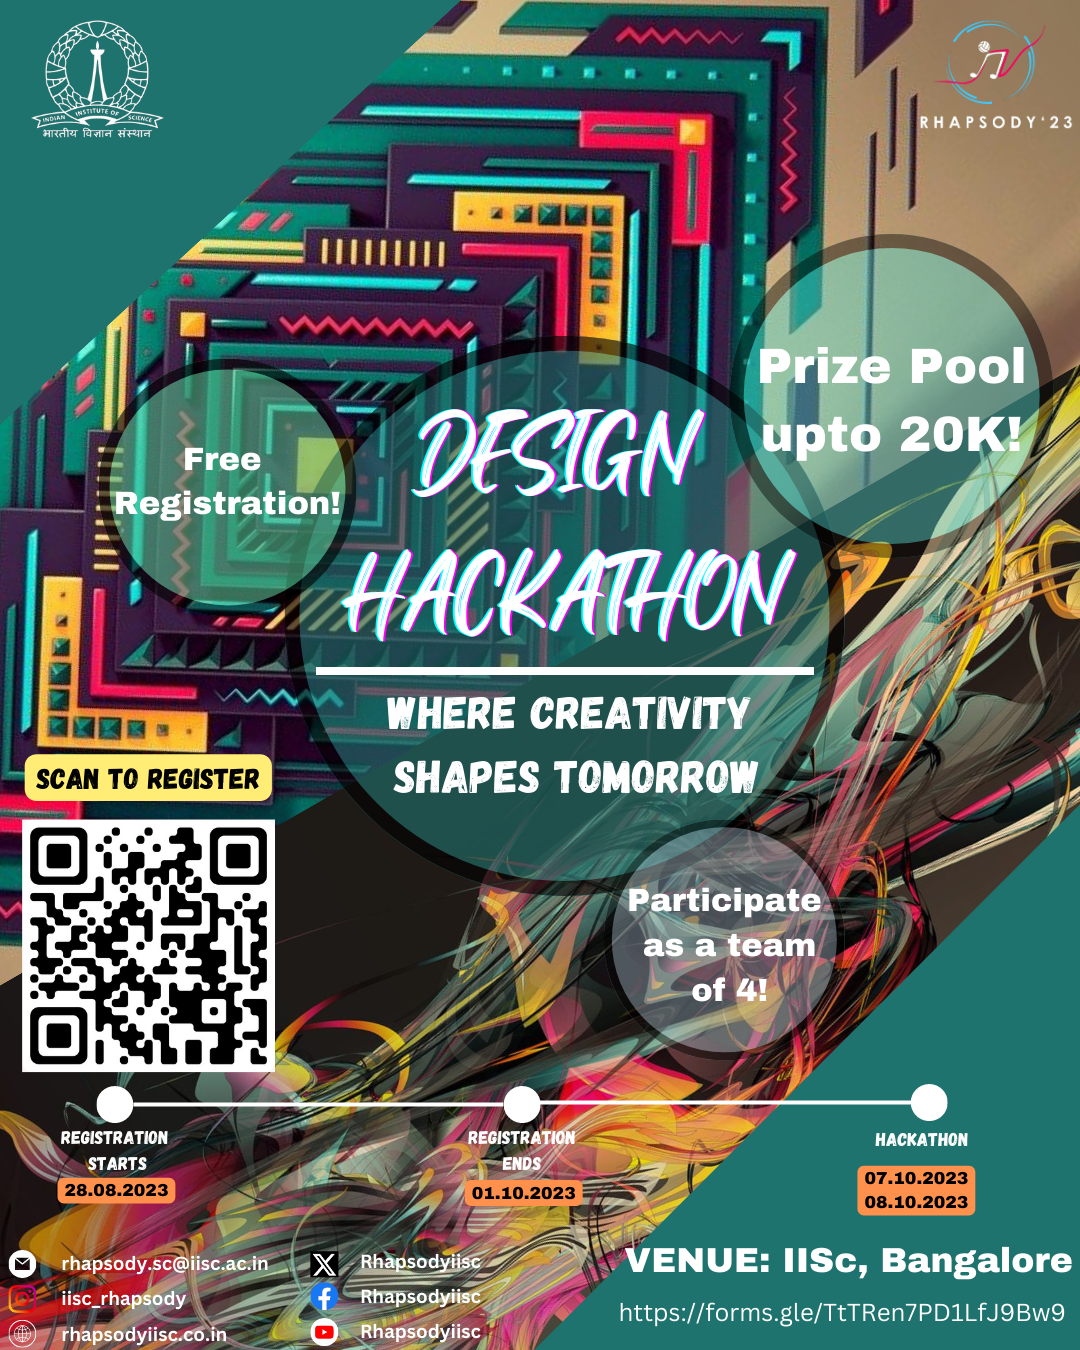 INDIAN INSTITUTE OF SCIENCE
भारतीय विज्ञान संस्थान
RHAPSODY'23
Prize Pool
upto 20K!
Free
Registration!
DESIGN
HACKATHON
WHERE CREATIVITY
SHAPES TOMORROW
SCAN TO REGISTER
Participate
as a team
of 4!
REGISTRATION
STARTS
28.08.2023
REGISTRATION
ENDS
01.10.2023
HACKATHON
07.10.2023
08.10.2023
rhapsody.sc@iisc.ac.in
iisc_rhapsody
rhapsodyiisc.co.in
Rhapsodyiisc
Rhapsodyiisc
Rhapsodyiisc
VENUE: IISc, Bangalore
https://forms.gle/TtTRen7PD1LfJ9Bw9